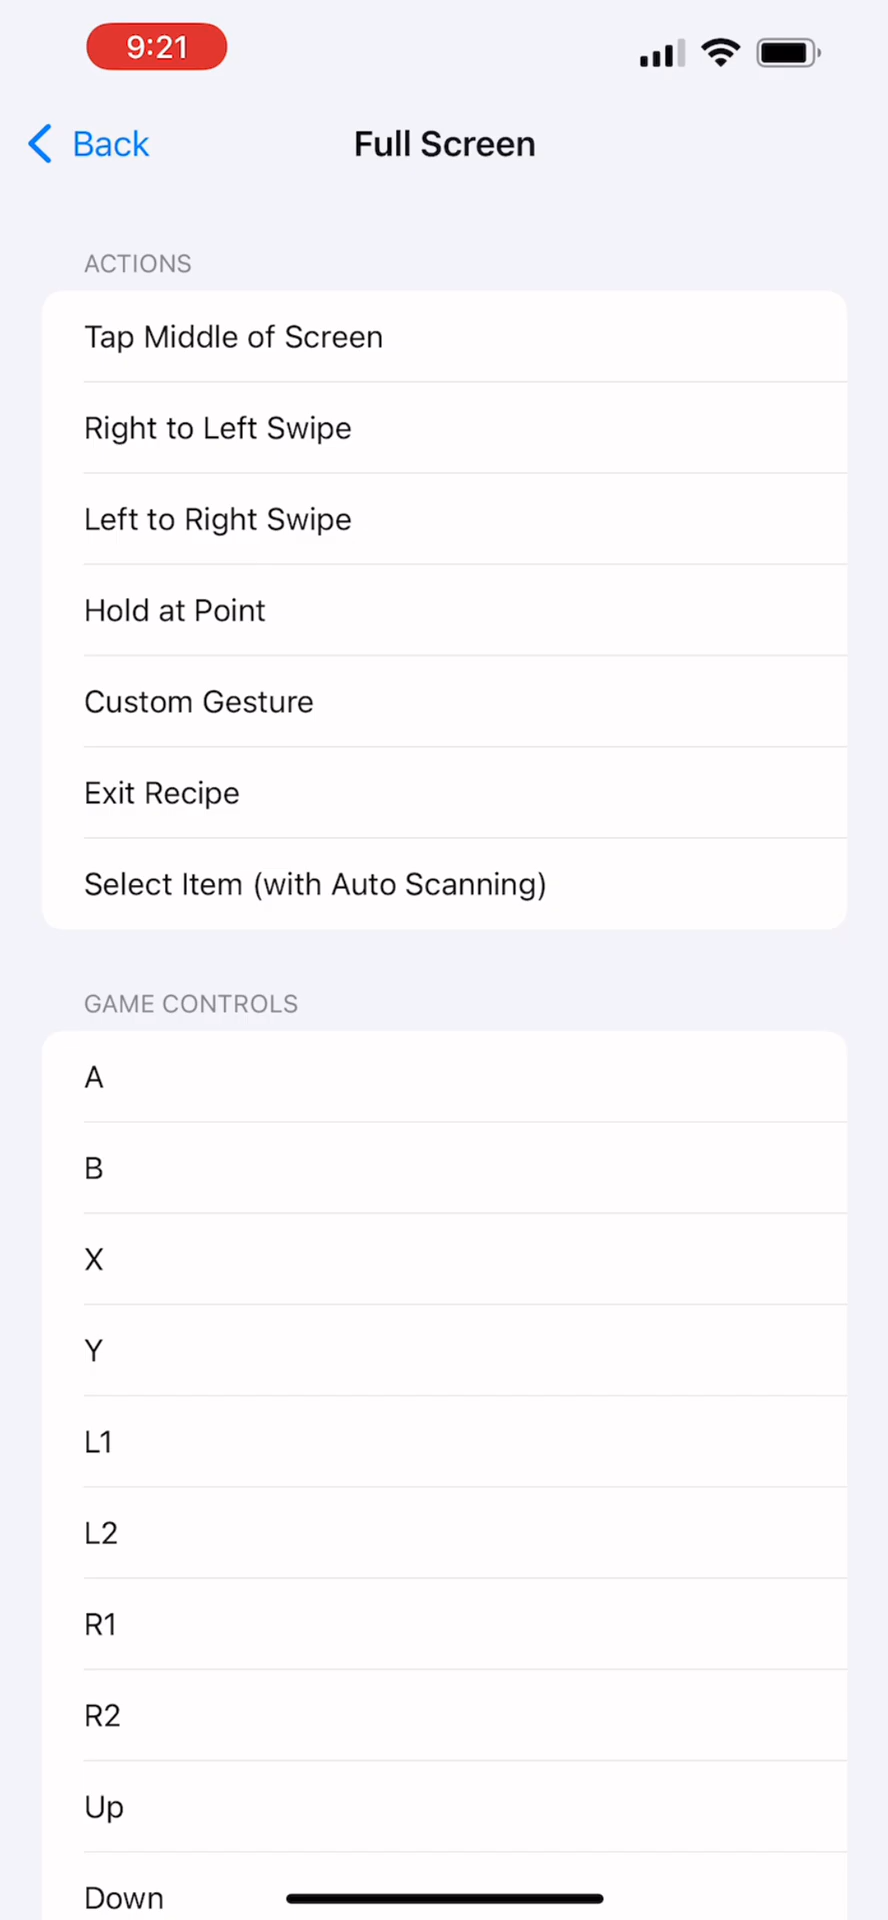 9:21
Back
Full Screen
ACTIONS
Tap Middle of Screen
Right to Left Swipe
Left to Right Swipe
Hold at Point
Custom Gesture
Exit Recipe
Select Item (with Auto Scanning)
GAME CONTROLS
A
B
X
Y
L1
L2
R1
R2
Up
Down